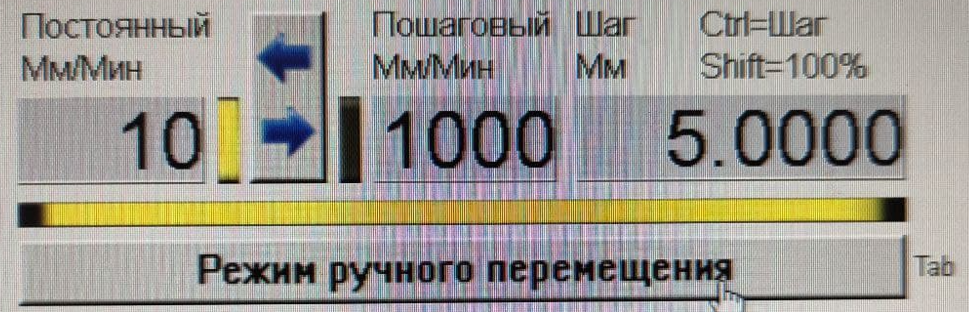 Постоянный Пошаговый Шаг Ctrl=Шаг
Мм/Мин Мм/Мин Мм Shift=100%
10 1000 5.0000
Режим ручного перемещения Tab